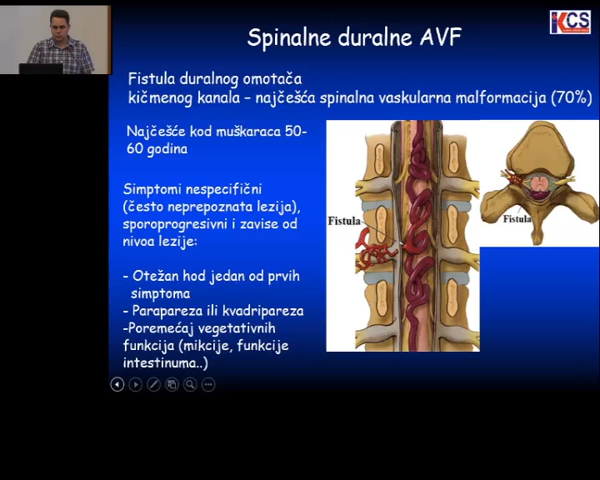 Spinalne duralne AVF
KCS
Fistula duralnog omotača
kičmenog kanala – najčešća spinalna vaskularna malformacija (70%)
Najčešće kod muškaraca 50-
60 godina
Simptomi nespecifični
(često neprepoznata lezija),
sporoprogresivni i zavise od
nivoa lezije:
- Otežan hod jedan od prvih
simptoma
- Parapareza ili kvadripareza
-Poremećaj vegetativnih
funkcija (mikcije, funkcije
intestinuma..)
Fistula
Fistula